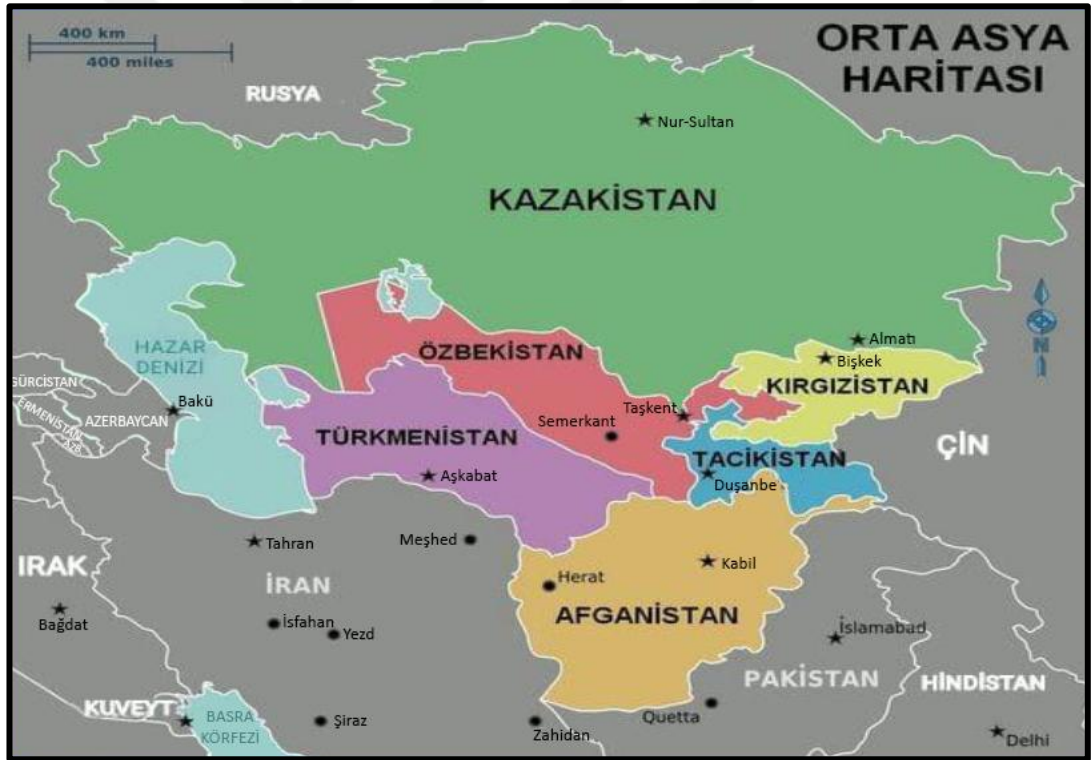 400 km
400 miles
ORTA ASYA
HARİTASI
RUSYA
Nur-Sultan
KAZAKİSTAN
HAZAR
DENİZİ
ÖZBEKİSTAN
Almatı
Bişkek
KIRGIZİSTAN
N
GÜRCİSTAN
ERMENİSTAN
AZB.
AZERBAYCAN
Bakü
Taşkent
Semerkant
TÜRKMENİSTAN
Aşkabat
TACİKİSTAN
Duşanbe
ÇİN
Tahran
Meşhed
İRAN
IRAK
Bağdat
İsfahan
Yezd
Herat
Kabil
AFGANİSTAN
İslamabad
PAKİSTAN
HİNDİSTAN
KUVEYT
BASRA
KÖRFEZİ
Şiraz
Zahidan
Quetta
Delhi